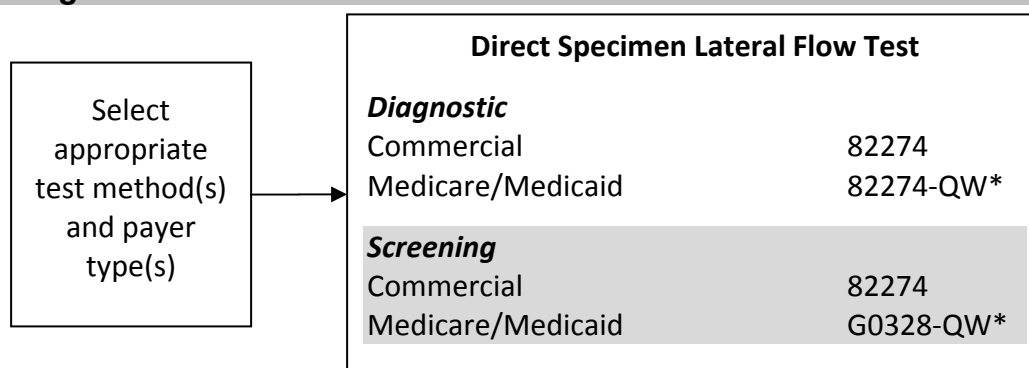 Select
appropriate
test method(s)
and payer
type(s)
Direct Specimen Lateral Flow Test
Diagnostic
Commercial 82274
Medicare/Medicaid 82274-QW*
Screening
Commercial 82274
Medicare/Medicaid G0328-QW*